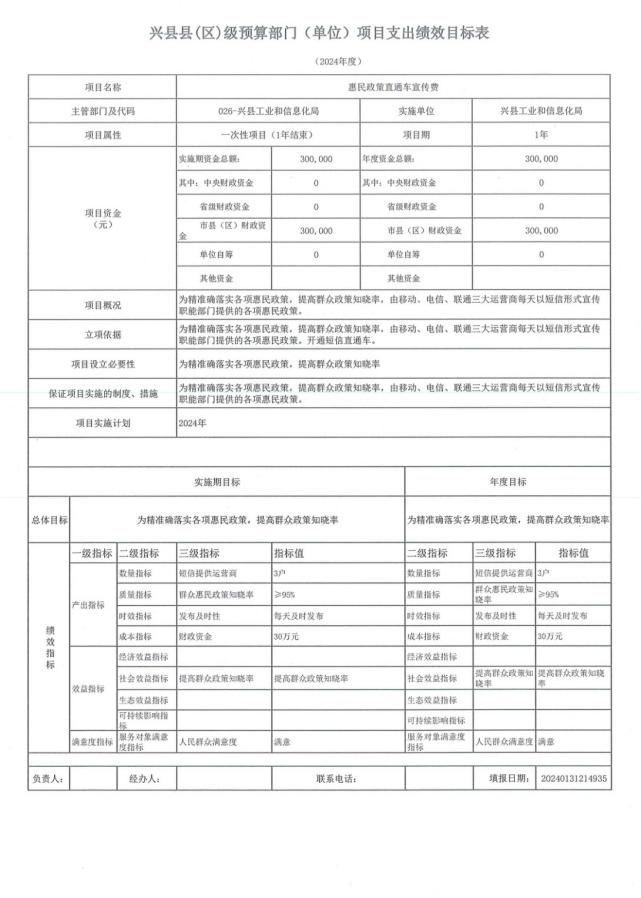 兴县县(区)级预算部门（单位）项目支出绩效目标表
（2024年度）
项目名称 惠民政策直通车宣传费
主管部门及代码 026-兴县工业和信息化局 实施单位 兴县工业和信息化局
项目属性 一次性项目（1年结束） 项目期 1年
项目资金
（元）
实施期资金总额： 300,000 年度资金总额： 300,000
其中：中央财政资金 0 其中：中央财政资金 0
省级财政资金 0 省级财政资金 0
市县（区）财政资
金 300,000 市县（区）财政资金 300,000
单位自筹 0 单位自筹 0
其他资金 其他资金
项目概况 为精准确落实各项惠民政策，提高群众政策知晓率，由移动、电信、联通三大运营商每天以短信形式宣传
职能部门提供的各项惠民政策。
立项依据 为精准确落实各项惠民政策，提高群众政策知晓率，由移动、电信、联通三大运营商每天以短信形式宣传
职能部门提供的各项惠民政策。开通短信直通车。
项目设立必要性 为精准确落实各项惠民政策，提高群众政策知晓率
保证项目实施的制度、措施 为精准确落实各项惠民政策，提高群众政策知晓率，由移动、电信、联通三大运营商每天以短信形式宣传
职能部门提供的各项惠民政策。
项目实施计划 2024年
实施期目标 年度目标
总体目标 为精准确落实各项惠民政策，提高群众政策知晓率 为精准确落实各项惠民政策，提高群众政策知晓率
绩效指标
一级指标 二级指标 三级指标 指标值 二级指标 三级指标 指标值
产出指标
数量指标 短信提供运营商 3户 数量指标 短信提供运营商 3户
质量指标 群众惠民政策知晓率 ≥95% 质量指标 群众惠民政策知
晓率 ≥95%
时效指标 发布及时性 每天及时发布 时效指标 发布及时性 每天及时发布
成本指标 财政资金 30万元 成本指标 财政资金 30万元
效益指标
经济效益指标 经济效益指标
社会效益指标 提高群众政策知晓率 提高群众政策知晓率 社会效益指标 提高群众政策知
晓率 提高群众政策知晓
率
生态效益指标 生态效益指标
可持续影响指
标 可持续影响指标
满意度指标 服务对象满意
度指标 人民群众满意度 满意 服务对象满意度
指标 人民群众满意度 满意
负责人： 经办人： 联系电话： 填报日期： 20240131214935